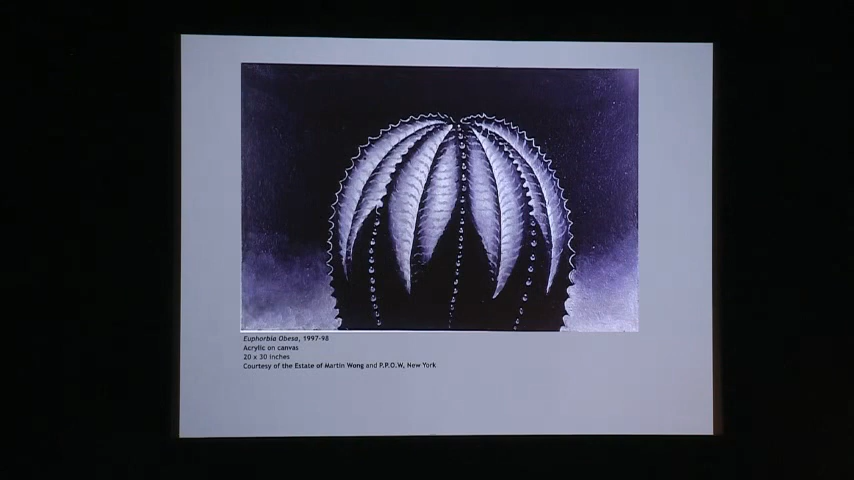 Euphorbia Obesa, 1997-98
Acrylic on canvas
20 x 30 inches
Courtesy of the Estate of Martin Wong and P.P.O.W, New York